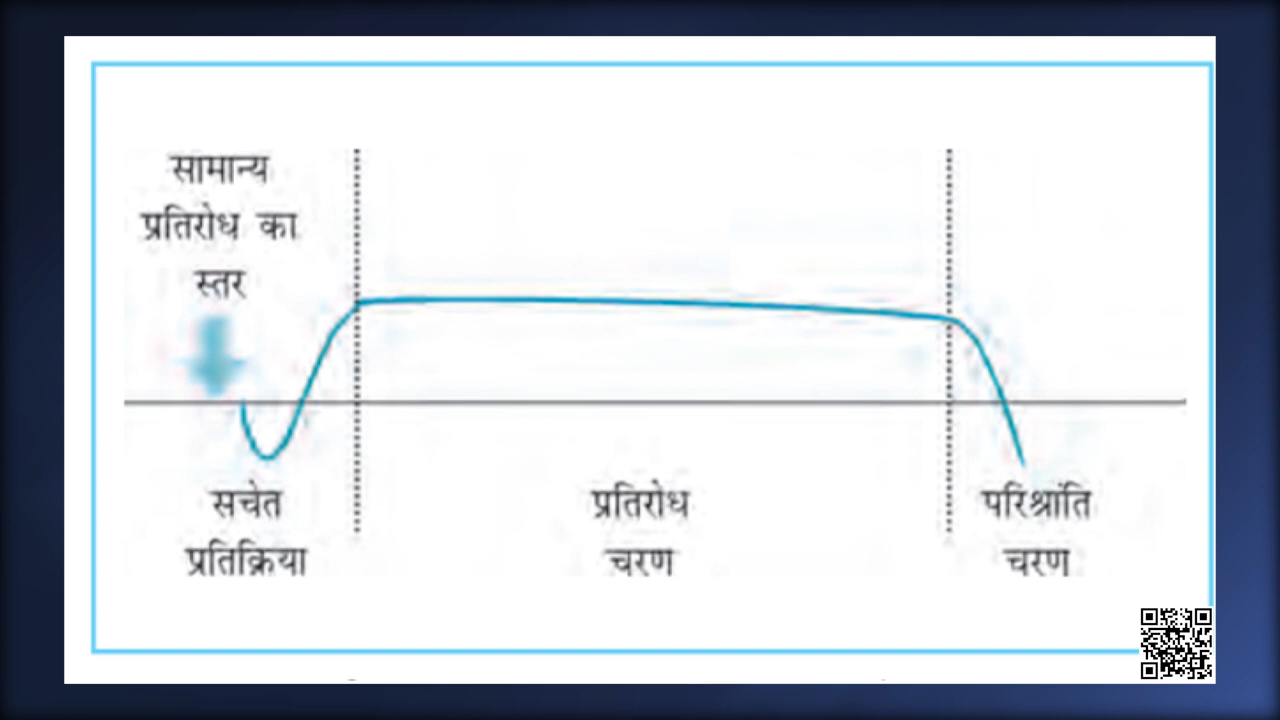 सामान्य
प्रतिरोध का
स्तर
सचेत
प्रतिक्रिया
प्रतिरोध
चरण
परिश्रांति
चरण